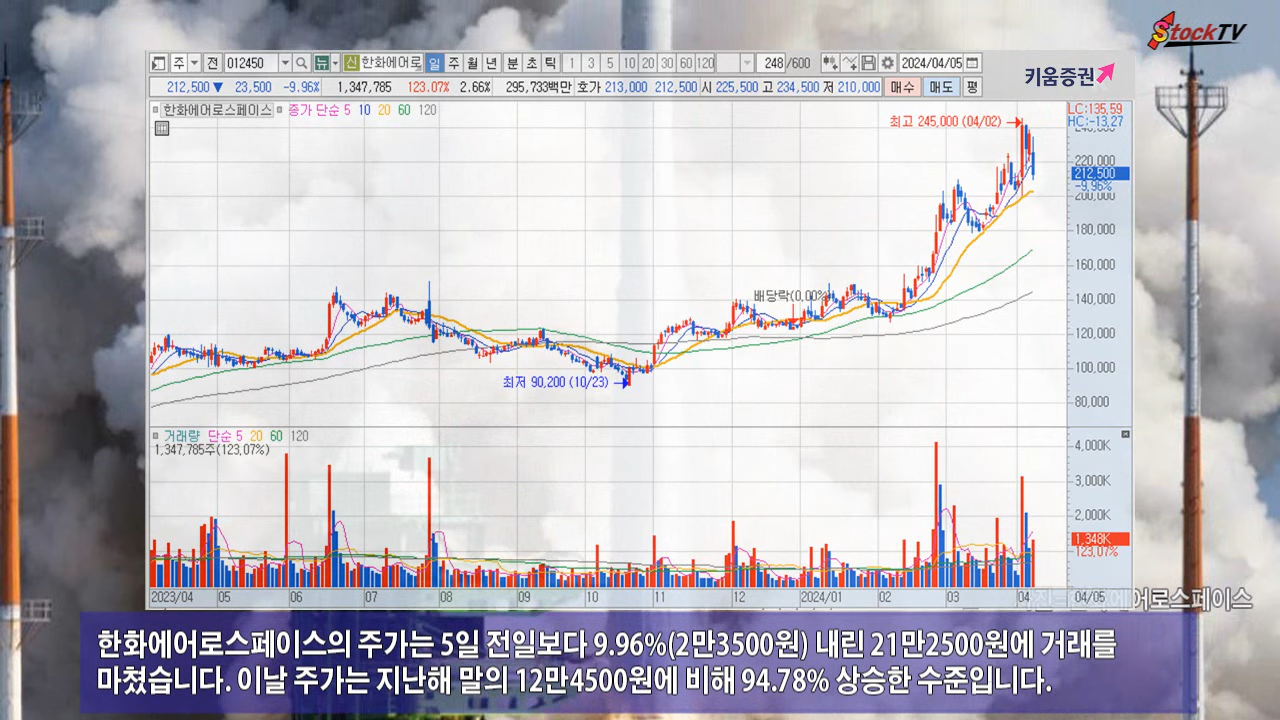 StockTV
주 전 012450 뉴 신 한화에어로 일 주 월 년 분 초 틱 1 3 5 10 20 30 60 120 248 /600 2024/04/05
키움증권
212,500 ▼ 23,500 -9.96% 1,347,785 123.07% 2.66% 295,733백만 호가 213,000 212,500 시 225,500 고 234,500 저 210,000 매수 매도 평
한화에어로스페이스 종가 단순 5 10 20 60 120
LC:135.59
HC:-13.27
최고 245,000 (04/02)
240,000
220,000
212,500
-9.96%
200,000
180,000
160,000
배당락(0.00%
140,000
120,000
100,000
최저 90,200 (10/23)
80,000
거래량 단순 5 20 60 120
1,347,785주(123.07%)
4,000K
3,000K
2,000K
1,348K
123.07%
2023/04 05 06 07 08 09 10 11 12 2024/01 02 03 04 04/05
어로스페이스
한화에어로스페이스의 주가는 5일 전일보다 9.96%(2만3500원) 내린 21만2500원에 거래를
마쳤습니다. 이날 주가는 지난해 말의 12만4500원에 비해 94.78% 상승한 수준입니다.